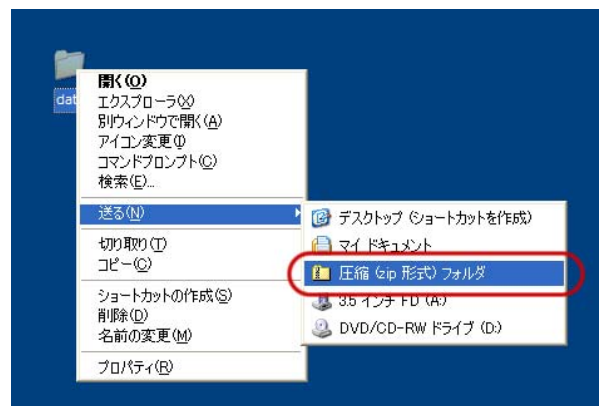 dat
開く(O)
エクスプローラ(X)
別ウィンドウで開く(A)
アイコン変更(I)
コマンドプロンプト(C)
検索(E)...
送る(N)
切り取り(T)
コピー(C)
ショートカットの作成(S)
削除(D)
名前の変更(M)
プロパティ(R)
デスクトップ (ショートカットを作成)
マイ ドキュメント
圧縮 (zip 形式) フォルダ
3.5 インチ FD (A:)
DVD/CD-RW ドライブ (D:)